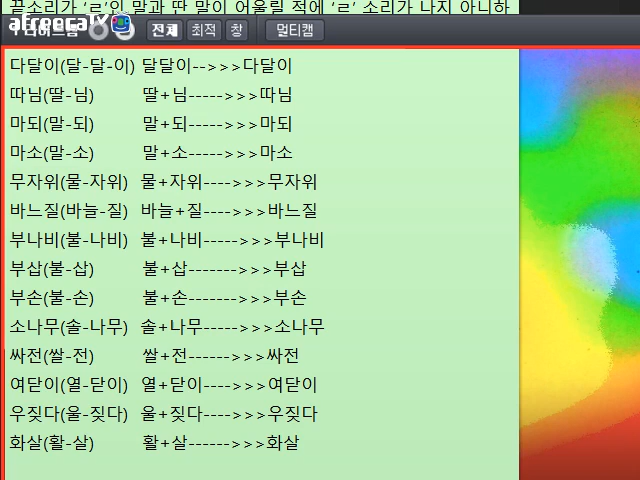 끝소리가 'ㄹ'인 말과 딴 말이 어울릴 적에 'ㄹ' 소리가 나지 아니하
afreecaTV
전체 최적 창 멀티캠
다달이(달-달-이) 달달이-->>>다달이
따님(딸-님) 딸+님----->>>따님
마되(말-되) 말+되----->>>마되
마소(말-소) 말+소----->>>마소
무자위(물-자위) 물+자위---->>>무자위
바느질(바늘-질) 바늘+질---->>>바느질
부나비(불-나비) 불+나비----->>>부나비
부삽(불-삽) 불+삽------->>>부삽
부손(불-손) 불+손------->>>부손
소나무(솔-나무) 솔+나무----->>>소나무
싸전(쌀-전) 쌀+전------>>>싸전
여닫이(열-닫이) 열+닫이---->>>여닫이
우짖다(울-짖다) 울+짖다---->>>우짖다
화살(활-살) 활+살------>>>화살